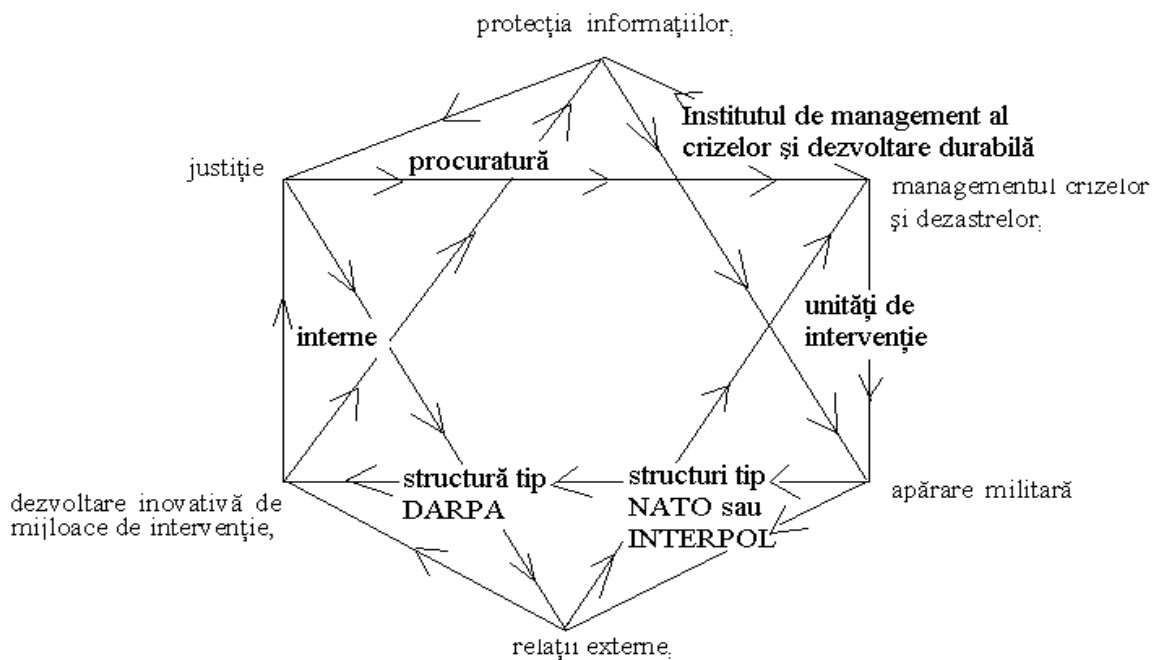 protecția informațiilor,
Institutul de management al
crizelor și dezvoltare durabilă
procuratură
justiție
managementul crizelor
și dezastrelor,
unități de
intervenție
interne
structură tip
DARPA
structuri tip
NATO sau
INTERPOL
apărare militară
dezvoltare inovativă de
mijloace de intervenție,
relații externe,